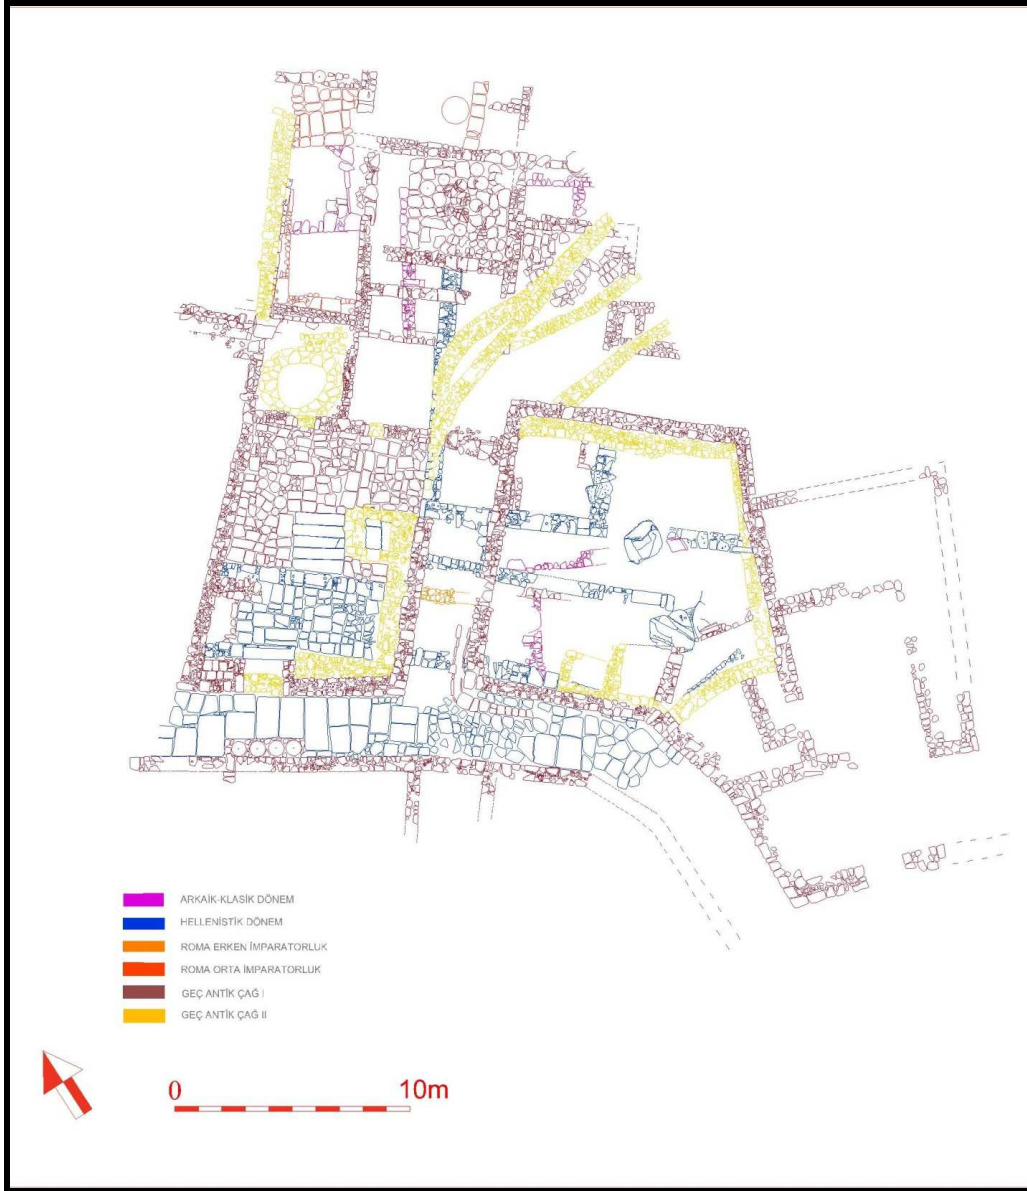 ARKAİK-KLASİK DÖNEM
HELLENİSTİK DÖNEM
ROMA ERKEN İMPARATORLUK
ROMA ORTA İMPARATORLUK
GEÇ ANTİK ÇAĞ I
GEÇ ANTİK ÇAĞ II
0 10m